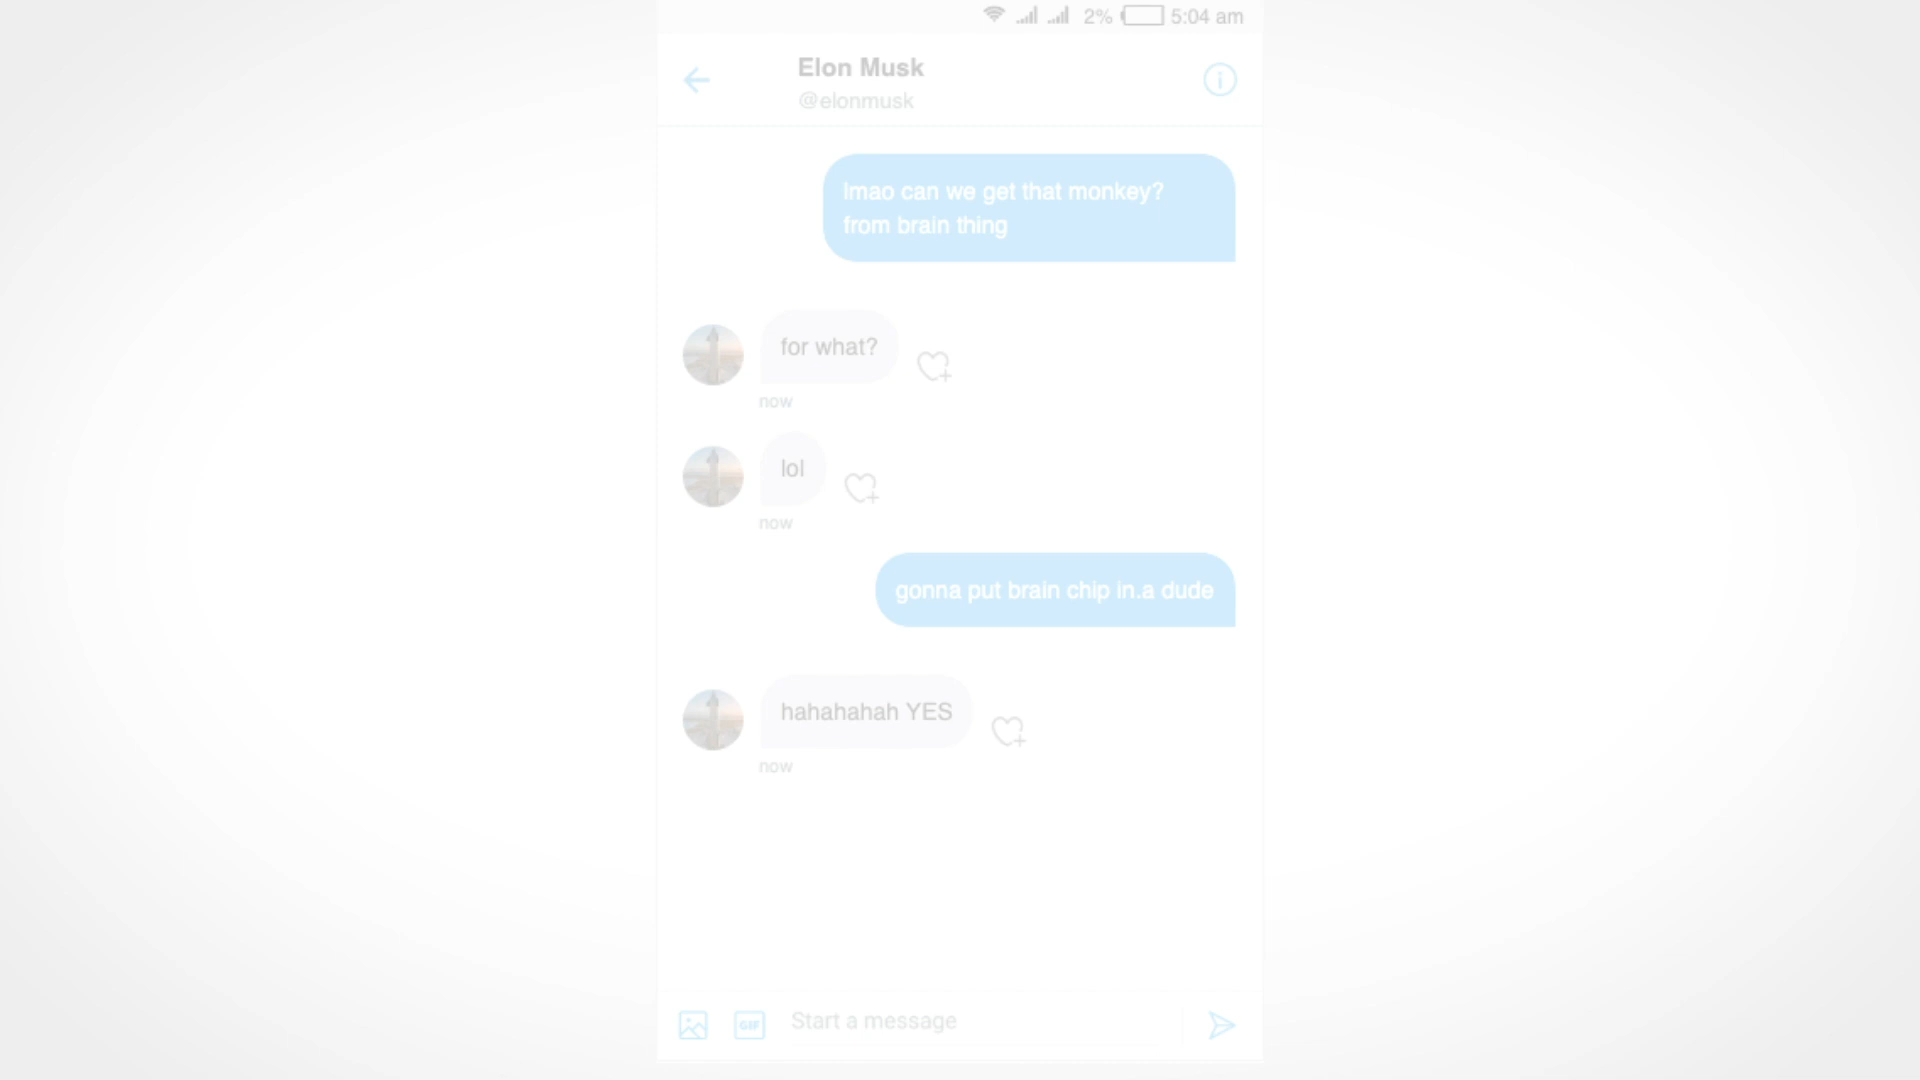 2% 5:04 am
Elon Musk
@elonmusk
lmao can we get that monkey?
from brain thing
for what?
now
lol
now
gonna put brain chip in.a dude
hahahahah YES
now
GIF Start a message